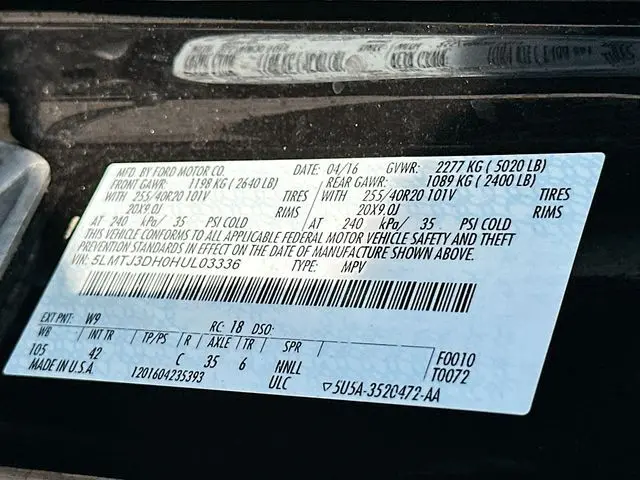 MFD. BY FORD MOTOR CO. DATE: 04/16 GVWR: 2277 KG ( 5020 LB)
FRONT GAWR: 1198 KG ( 2640 LB) REAR GAWR: 1089 KG ( 2400 LB)
WITH 255/40R20 101V TIRES WITH 255/40R20 101V TIRES
20X9.0J RIMS 20X9.0J RIMS
AT 240 kPa/ 35 PSI COLD AT 240 kPa/ 35 PSI COLD
THIS VEHICLE CONFORMS TO ALL APPLICABLE FEDERAL MOTOR VEHICLE SAFETY AND THEFT
PREVENTION STANDARDS IN EFFECT ON THE DATE OF MANUFACTURE SHOWN ABOVE.
VIN: 5LMTJ3DH0HUL03336 TYPE: MPV
EXT PNT: W9 RC: 18 DSO:
WB INT TR TP/PS R AXLE TR SPR
105 42 C 35 6 NNLL F0010
ULC T0072
MADE IN U.S.A. 1201604235393 5U5A-3520472-AA